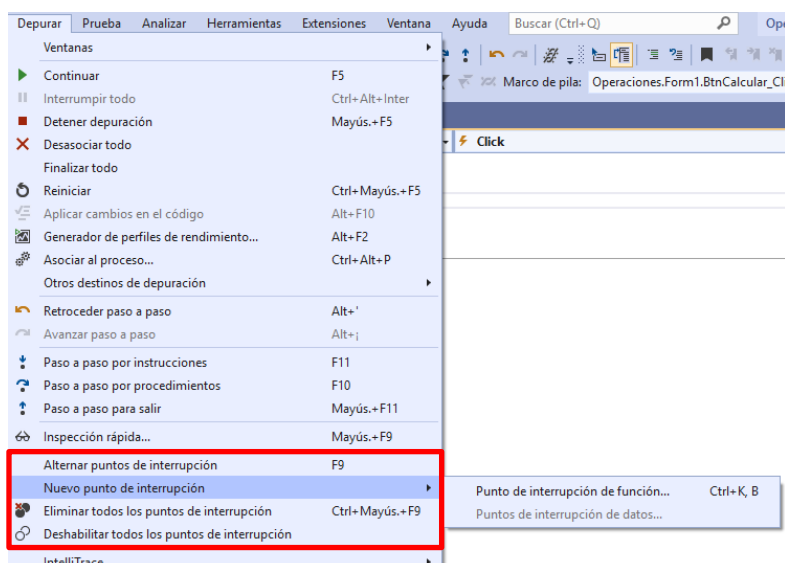 Depurar Prueba Analizar Herramientas Extensiones Ventana Ayuda Buscar (Ctrl+Q)
Ventanas
Continuar F5
Interrumpir todo Ctrl+Alt+Inter
Marco de pila: Operaciones.Form1.BtnCalcular_Cli
Detener depuración Mayús.+F5
Desasociar todo
Click
Finalizar todo
Reiniciar Ctrl+Mayús.+F5
Aplicar cambios en el código Alt+F10
Generador de perfiles de rendimiento... Alt+F2
Asociar al proceso... Ctrl+Alt+P
Otros destinos de depuración
Retroceder paso a paso Alt+'
Avanzar paso a paso Alt+¡
Paso a paso por instrucciones F11
Paso a paso por procedimientos F10
Paso a paso para salir Mayús.+F11
Inspección rápida... Mayús.+F9
Alternar puntos de interrupción F9
Nuevo punto de interrupción
Punto de interrupción de función... Ctrl+K, B
Eliminar todos los puntos de interrupción Ctrl+Mayús.+F9
Puntos de interrupción de datos...
Deshabilitar todos los puntos de interrupción
IntelliTrace